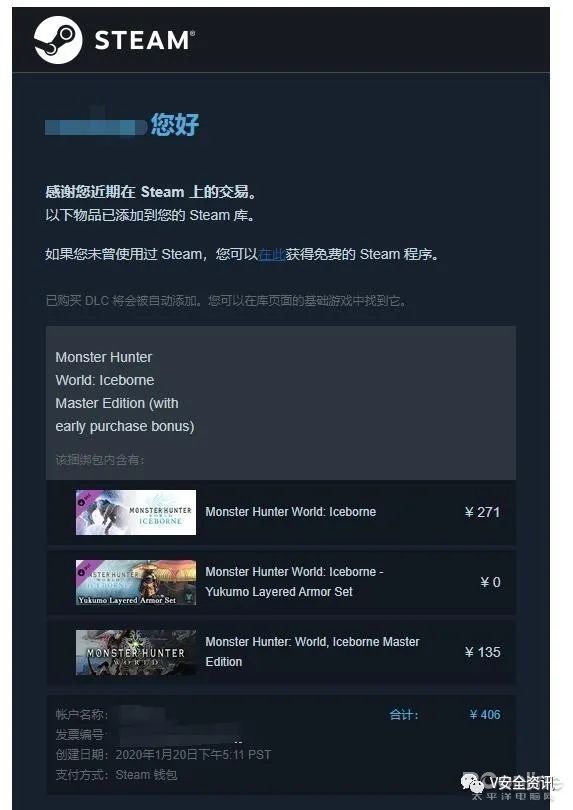 STEAM®
您好
感谢您近期在 Steam 上的交易。
以下物品已添加到您的 Steam 库。
如果您未曾使用过 Steam，您可以在此获得免费的 Steam 程序。
已购买 DLC 将会被自动添加。您可以在库页面的基础游戏中找到它。
Monster Hunter
World: Iceborne
Master Edition (with
early purchase bonus)
该捆绑包内含有：
MONSTER HUNTER
WORLD
ICEBORNE
Monster Hunter World: Iceborne
¥ 271
MONSTER HUNTER
ICEBORNE
Yukumo Layered Armor Set
Monster Hunter World: Iceborne -
Yukumo Layered Armor Set
¥ 0
MONSTER HUNTER
WORLD
Monster Hunter: World, Iceborne Master
Edition
¥ 135
帐户名称：
合计：
¥ 406
发票编号
创建日期：2020年1月20日下午5:11 PST
支付方式：Steam 钱包
V安全资讯
太平洋电脑网